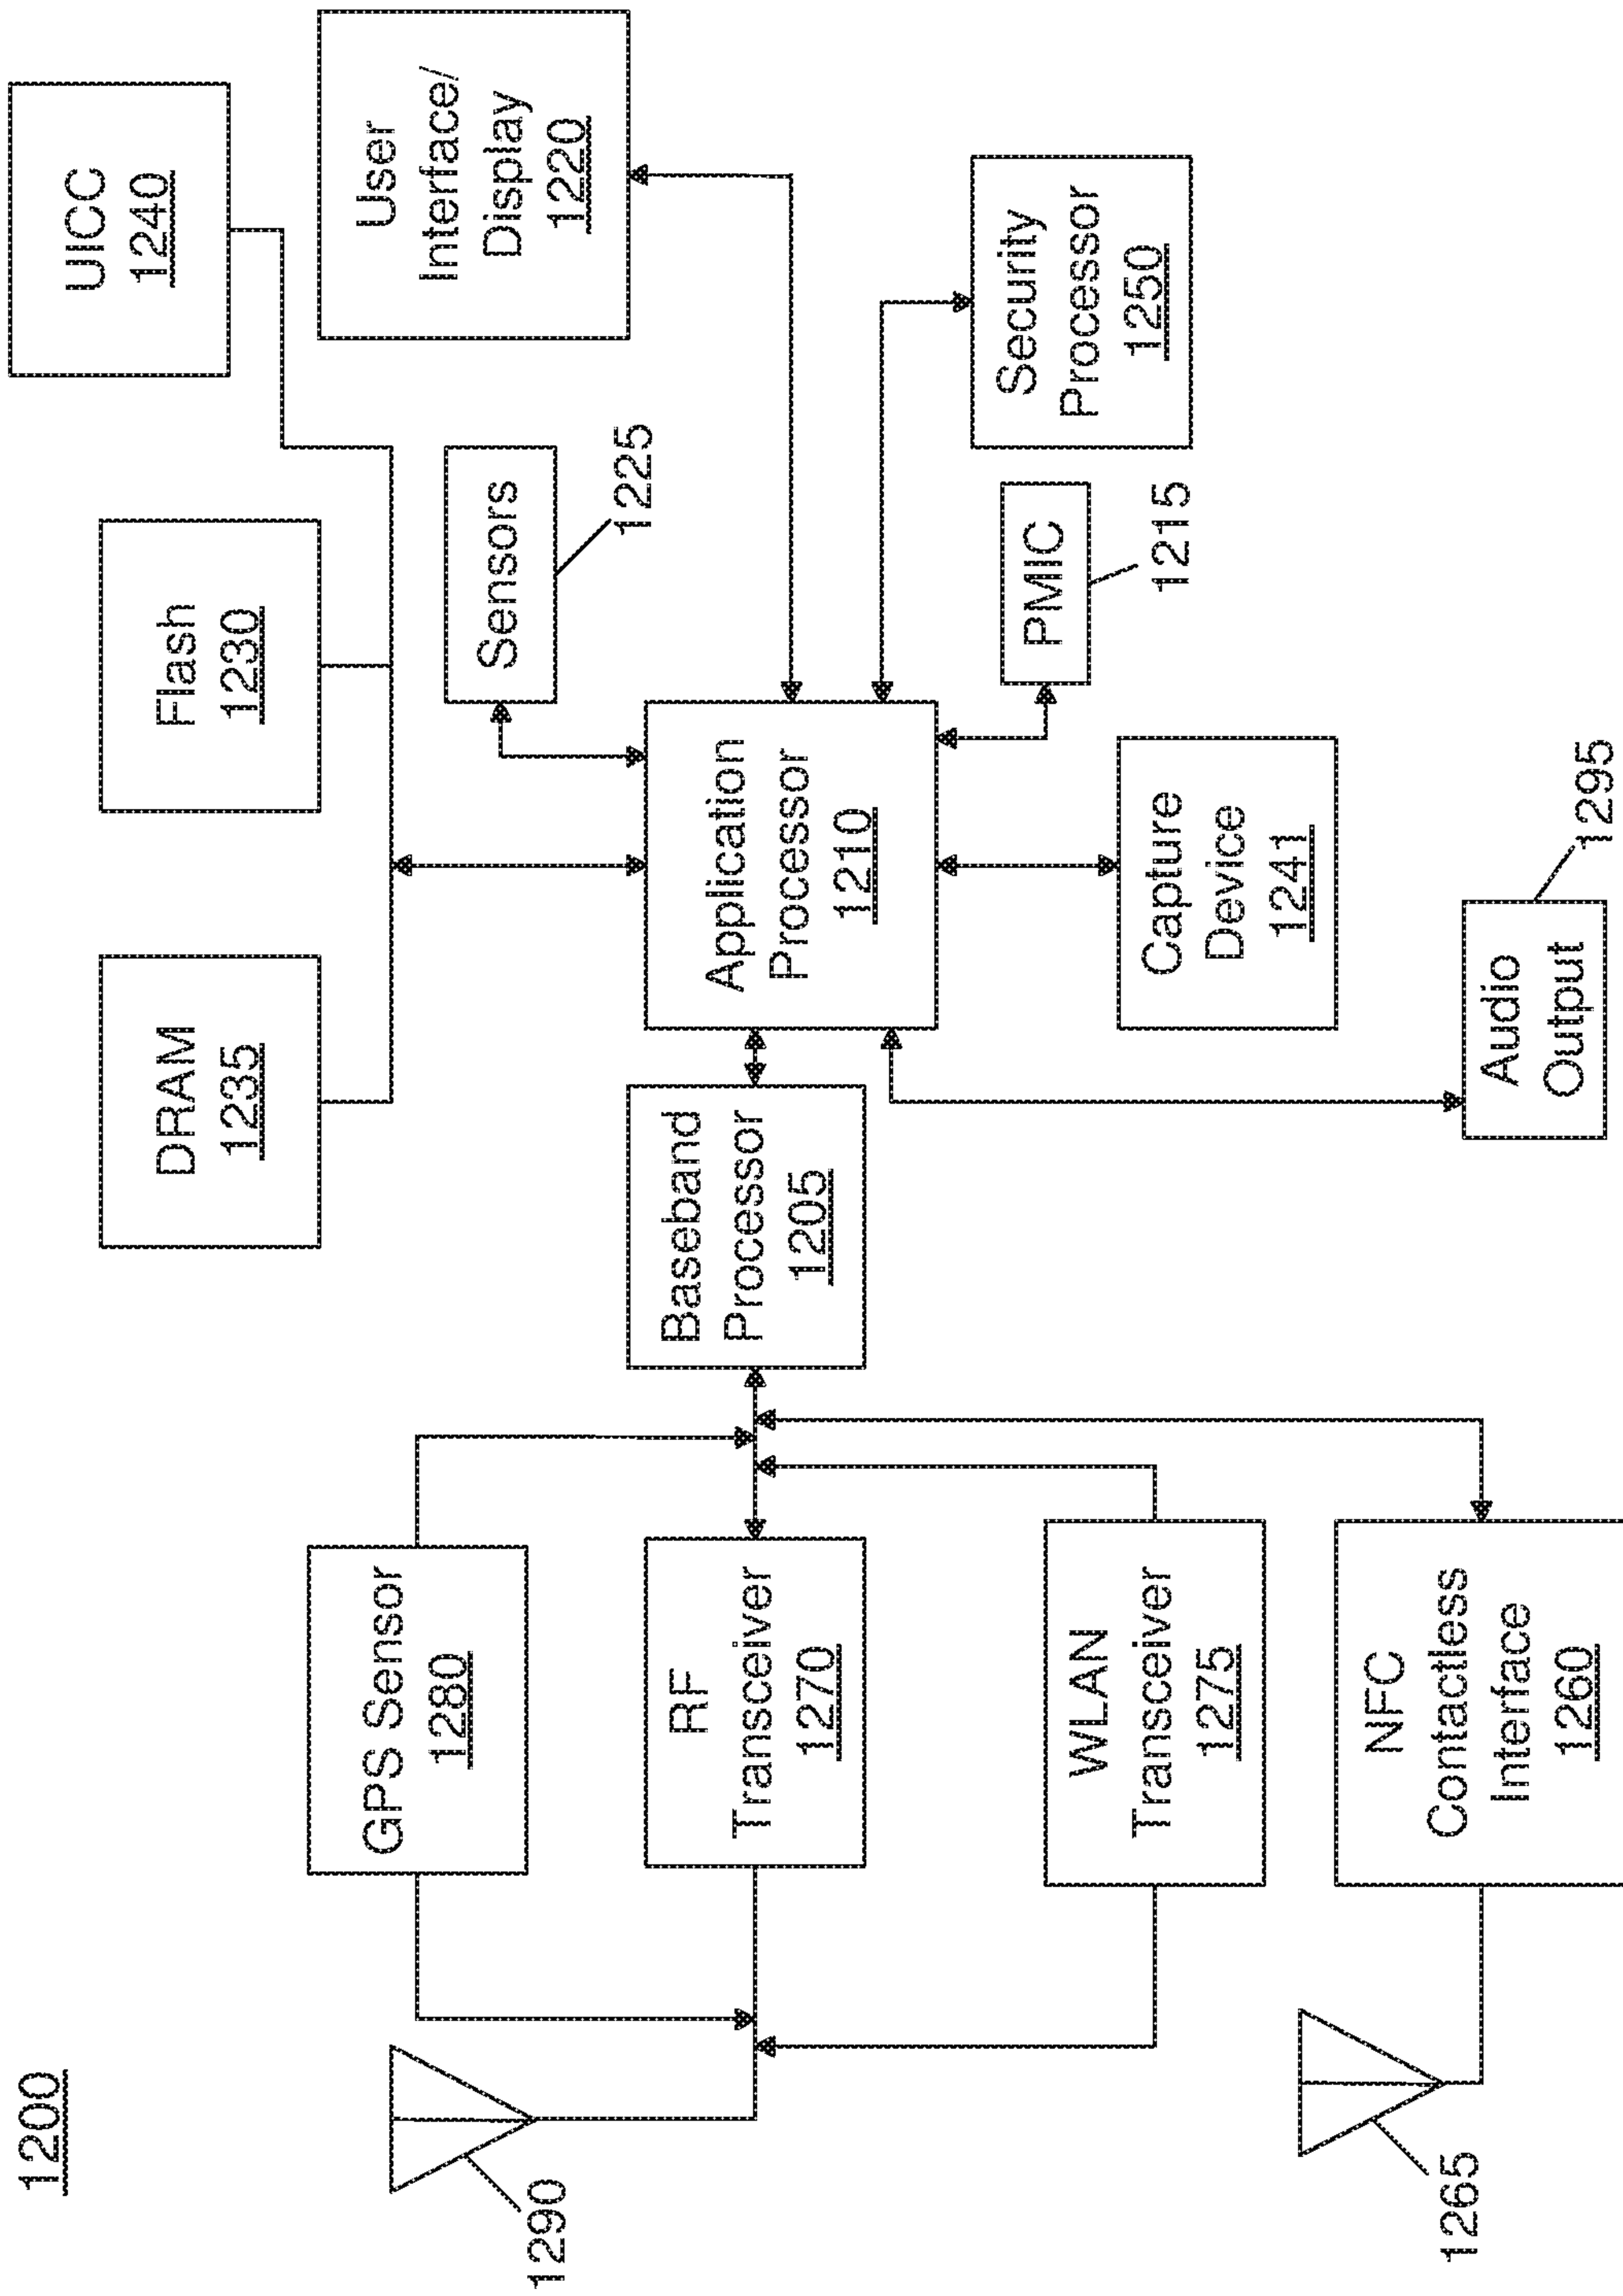 1200
UICC
1240
Flash
1230
DRAM
1235
User
Interface/
Display
1220
Sensors
1225
GPS Sensor
1280
1290
RF
Transceiver
1270
Baseband
Processor
1205
Application
Processor
1210
Security
Processor
1250
PMIC
1215
WLAN
Transceiver
1275
Capture
Device
1241
NFC
Contactless
Interface
1260
1265
Audio
Output
1295